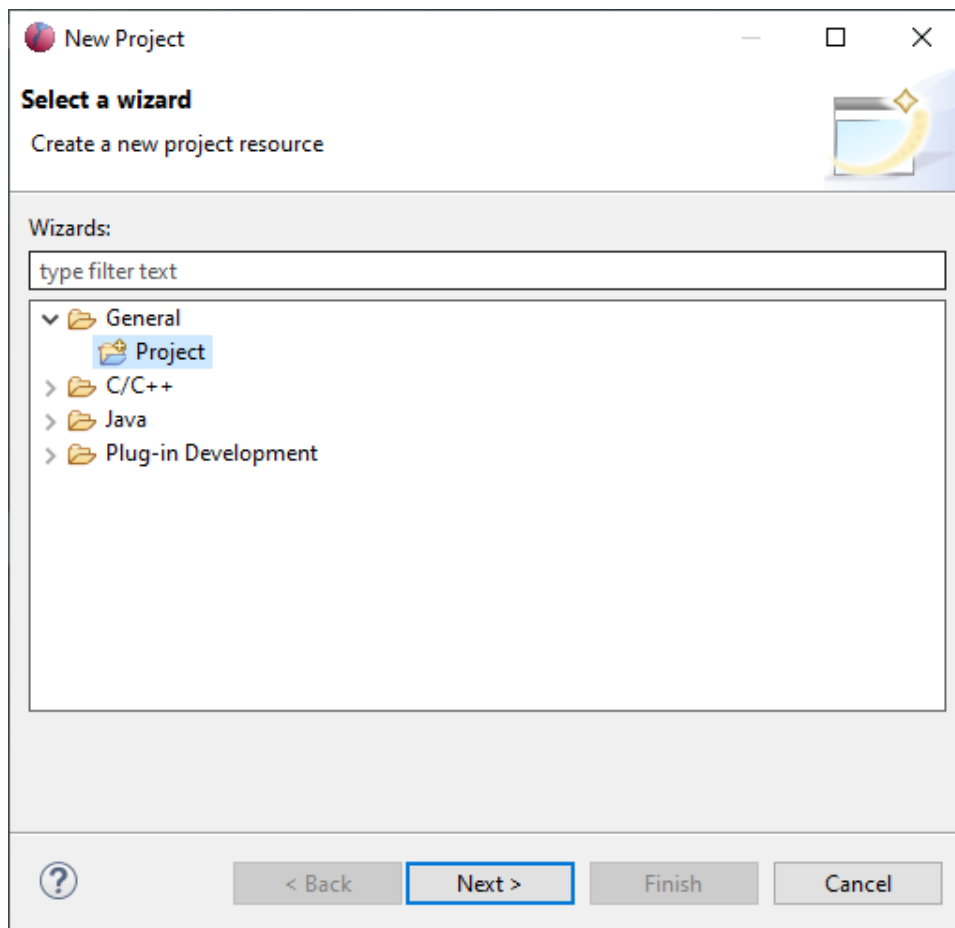 New Project
Select a wizard
Create a new project resource
Wizards:
type filter text
General
Project
C/C++
Java
Plug-in Development
?
< Back Next > Finish Cancel